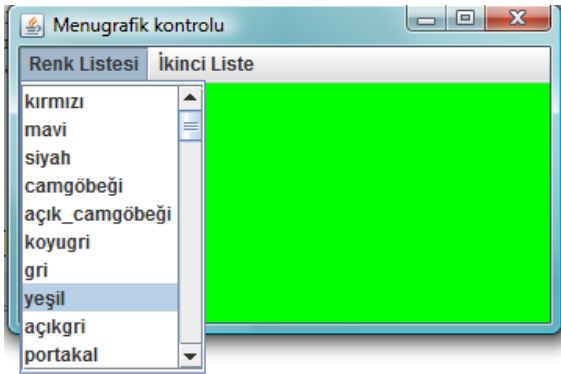 Menugrafik kontrolu
Renk Listesi İkinci Liste
kırmızı
mavi
siyah
camgöbeği
açık_camgöbeği
koyugri
gri
yeşil
açıkgri
portakal